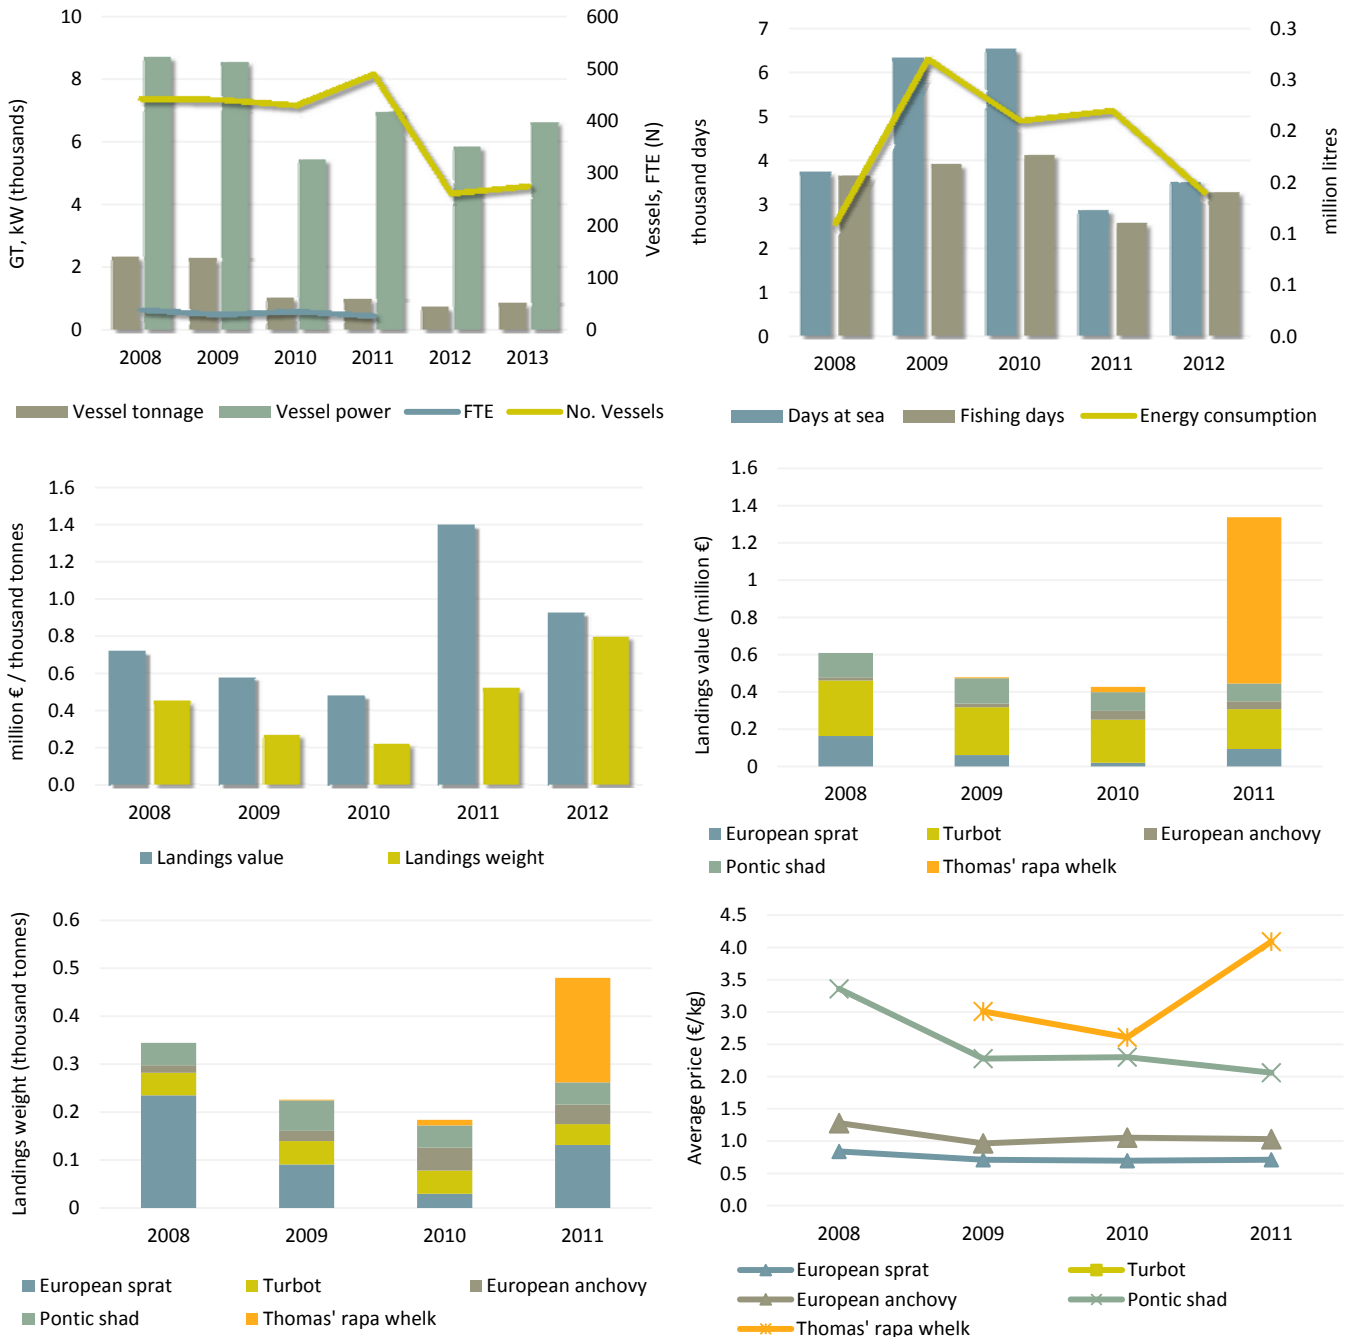 10
8
6
4
2
0
GT, kW (thousands)
600
500
400
300
200
100
0
Vessels, FTE (N)
2008 2009 2010 2011 2012 2013
Vessel tonnage Vessel power FTE No. Vessels
7
6
5
4
3
2
1
0
thousand days
0.3
0.3
0.2
0.2
0.1
0.1
0.0
million litres
2008 2009 2010 2011 2012
Days at sea Fishing days Energy consumption
1.6
1.4
1.2
1.0
0.8
0.6
0.4
0.2
0.0
million € / thousand tonnes
2008 2009 2010 2011 2012
Landings value Landings weight
1.6
1.4
1.2
1
0.8
0.6
0.4
0.2
0
Landings value (million €)
2008 2009 2010 2011
European sprat Turbot European anchovy
Pontic shad Thomas' rapa whelk
0.6
0.5
0.4
0.3
0.2
0.1
0
Landings weight (thousand tonnes)
2008 2009 2010 2011
European sprat Turbot European anchovy
Pontic shad Thomas' rapa whelk
4.5
4.0
3.5
3.0
2.5
2.0
1.5
1.0
0.5
0.0
Average price (€/kg)
2008 2009 2010 2011
European sprat Turbot
European anchovy Pontic shad
Thomas' rapa whelk